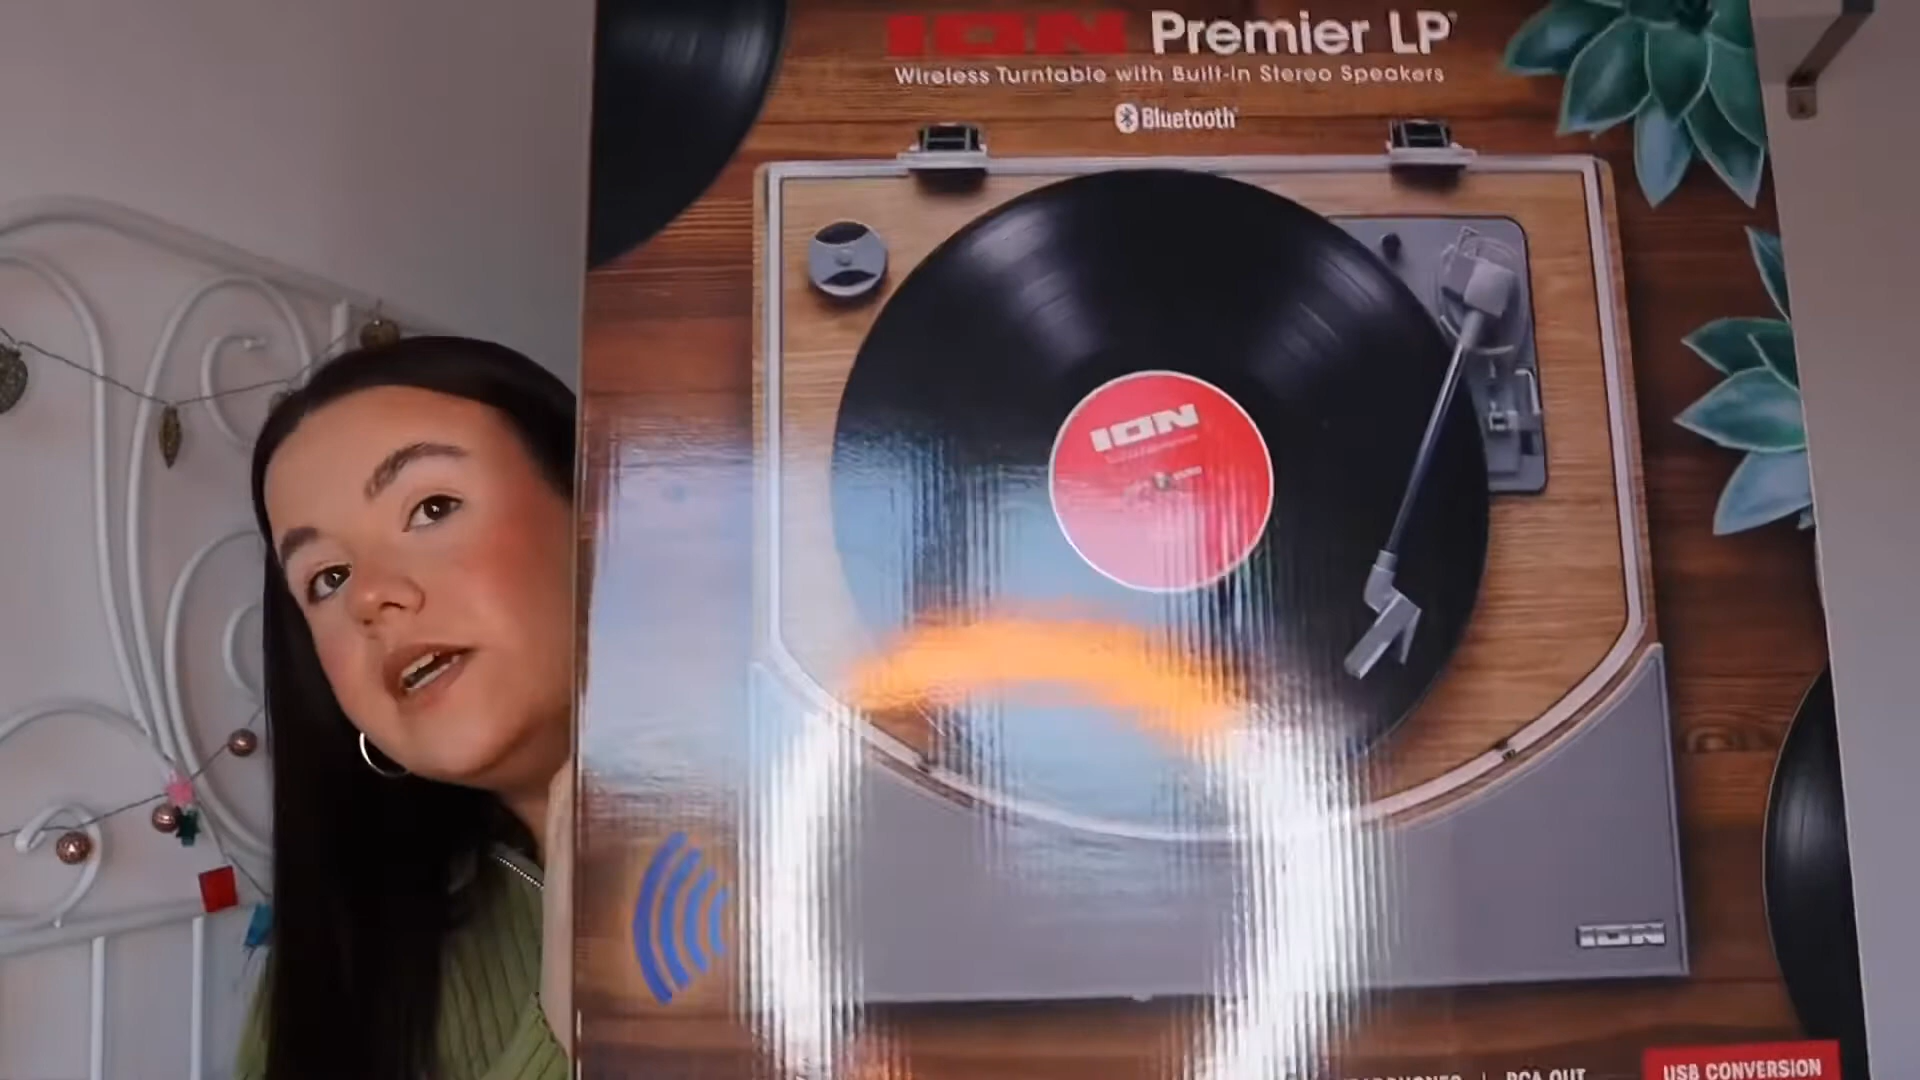 ION Premier LP
Wireless Turntable with Built-in Stereo Speakers
Bluetooth
ION
ION
RCA OUT
USB CONVERSION